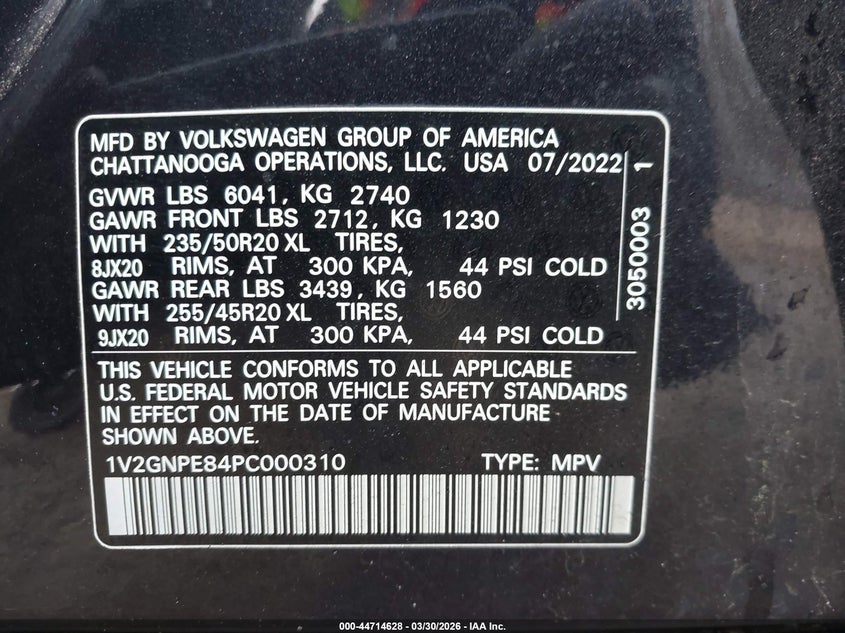 MFD BY VOLKSWAGEN GROUP OF AMERICA
CHATTANOOGA OPERATIONS, LLC. USA 07/2022
GVWR LBS 6041, KG 2740
GAWR FRONT LBS 2712, KG 1230
WITH 235/50R20 XL TIRES,
8JX20 RIMS, AT 300 KPA, 44 PSI COLD
GAWR REAR LBS 3439, KG 1560
WITH 255/45R20 XL TIRES,
9JX20 RIMS, AT 300 KPA, 44 PSI COLD
3050003 1
THIS VEHICLE CONFORMS TO ALL APPLICABLE
U.S. FEDERAL MOTOR VEHICLE SAFETY STANDARDS
IN EFFECT ON THE DATE OF MANUFACTURE
SHOWN ABOVE.
1V2GNPE84PC000310 TYPE: MPV
000-44714628 - 03/30/2026 - IAA Inc.